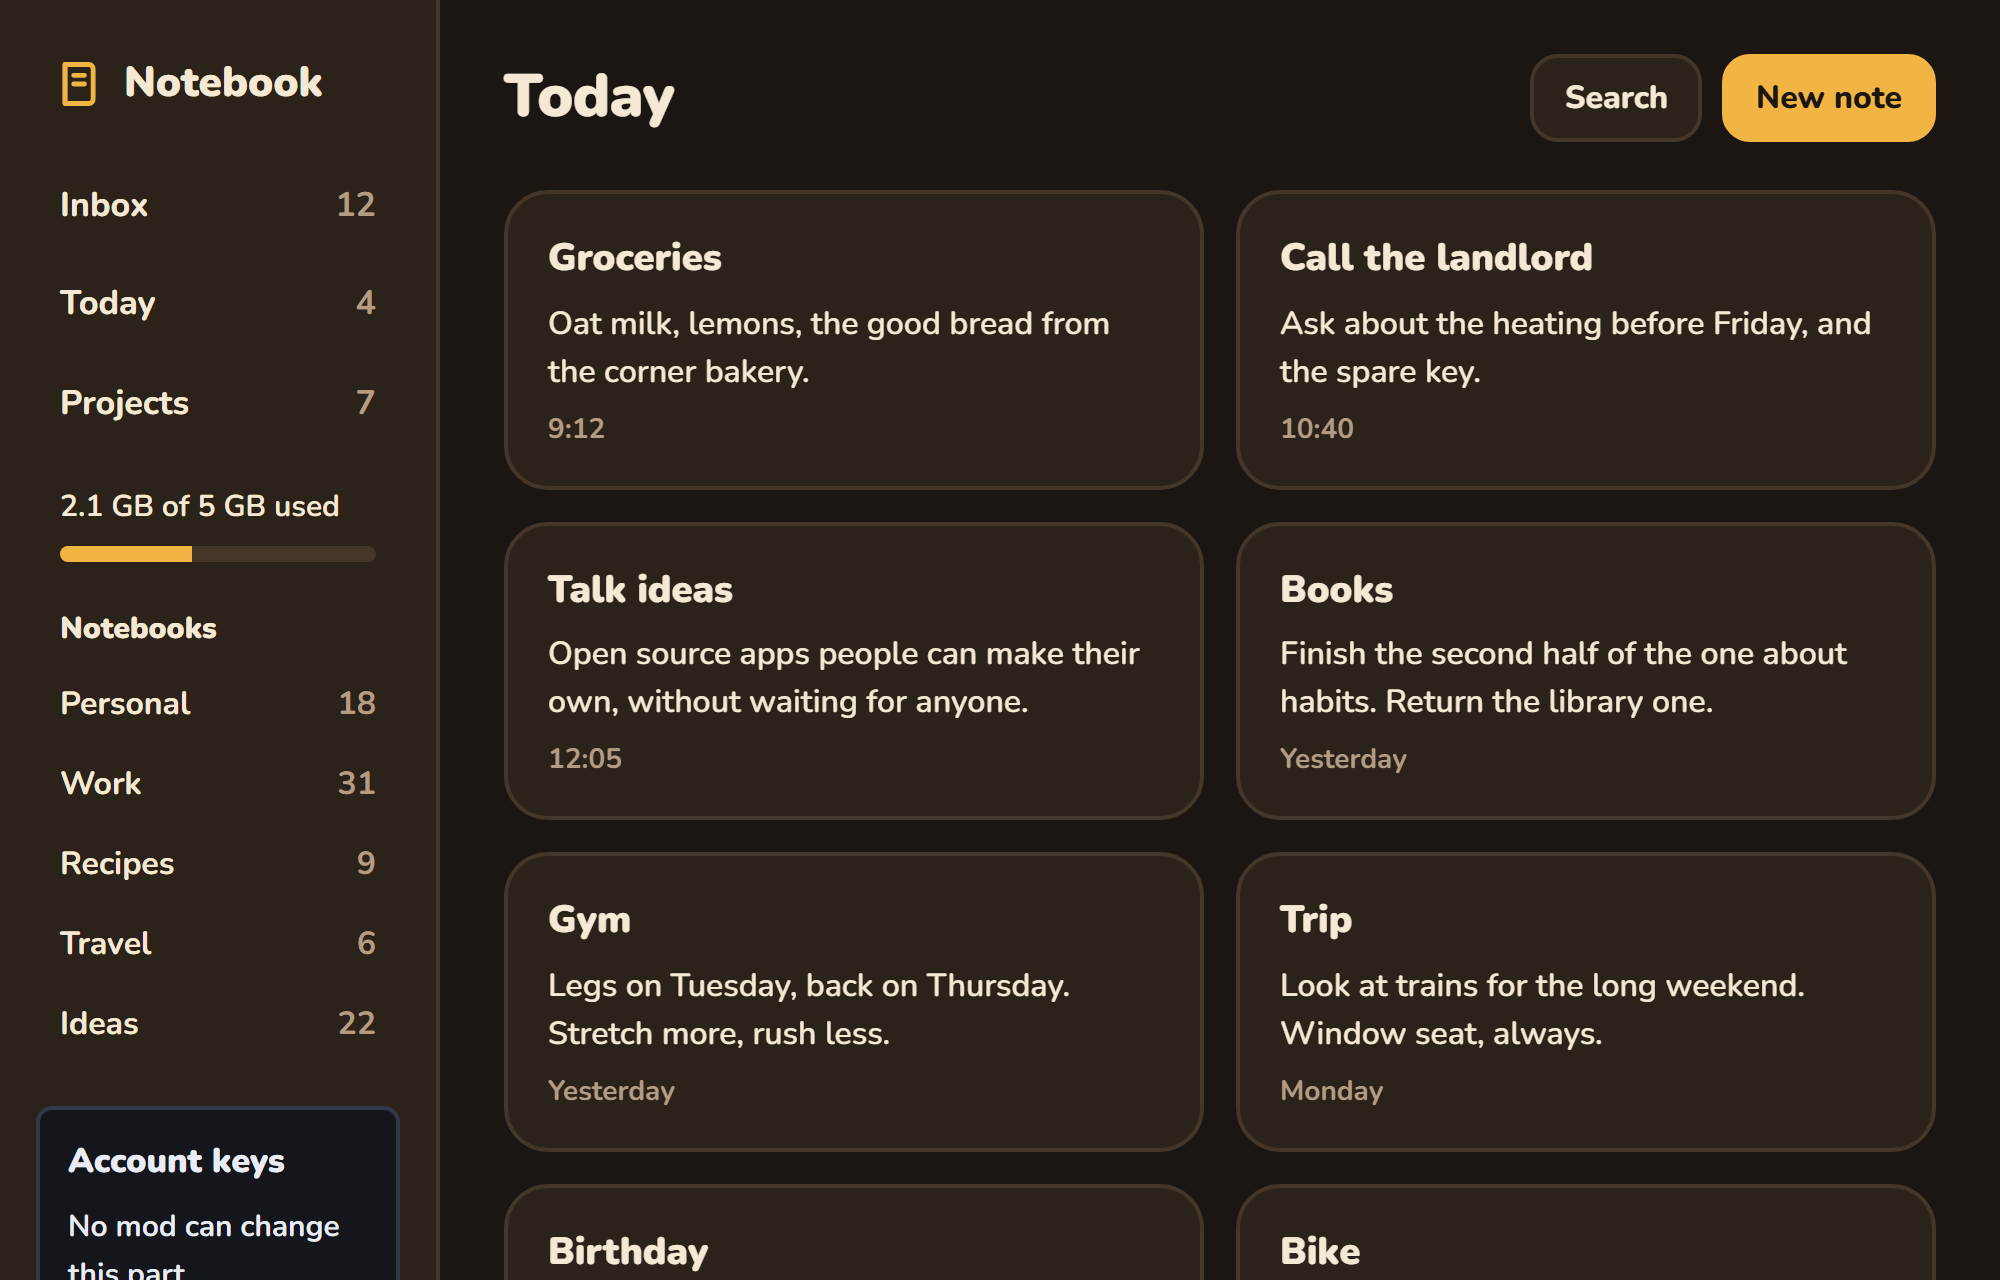 Notebook
Inbox 12
Today 4
Projects 7
2.1 GB of 5 GB used
Notebooks
Personal 18
Work 31
Recipes 9
Travel 6
Ideas 22
Account keys
No mod can change
this part
Today
Search
New note
Groceries
Oat milk, lemons, the good bread from
the corner bakery.
9:12
Call the landlord
Ask about the heating before Friday, and
the spare key.
10:40
Talk ideas
Open source apps people can make their
own, without waiting for anyone.
12:05
Books
Finish the second half of the one about
habits. Return the library one.
Yesterday
Gym
Legs on Tuesday, back on Thursday.
Stretch more, rush less.
Yesterday
Trip
Look at trains for the long weekend.
Window seat, always.
Monday
Birthday
Bike